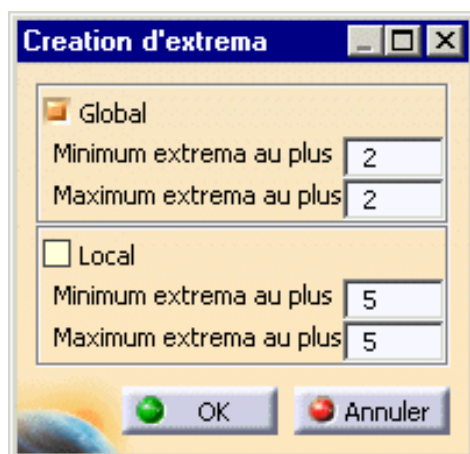 Creation d'extrema
Global
Minimum extrema au plus 2
Maximum extrema au plus 2
Local
Minimum extrema au plus 5
Maximum extrema au plus 5
OK Annuler